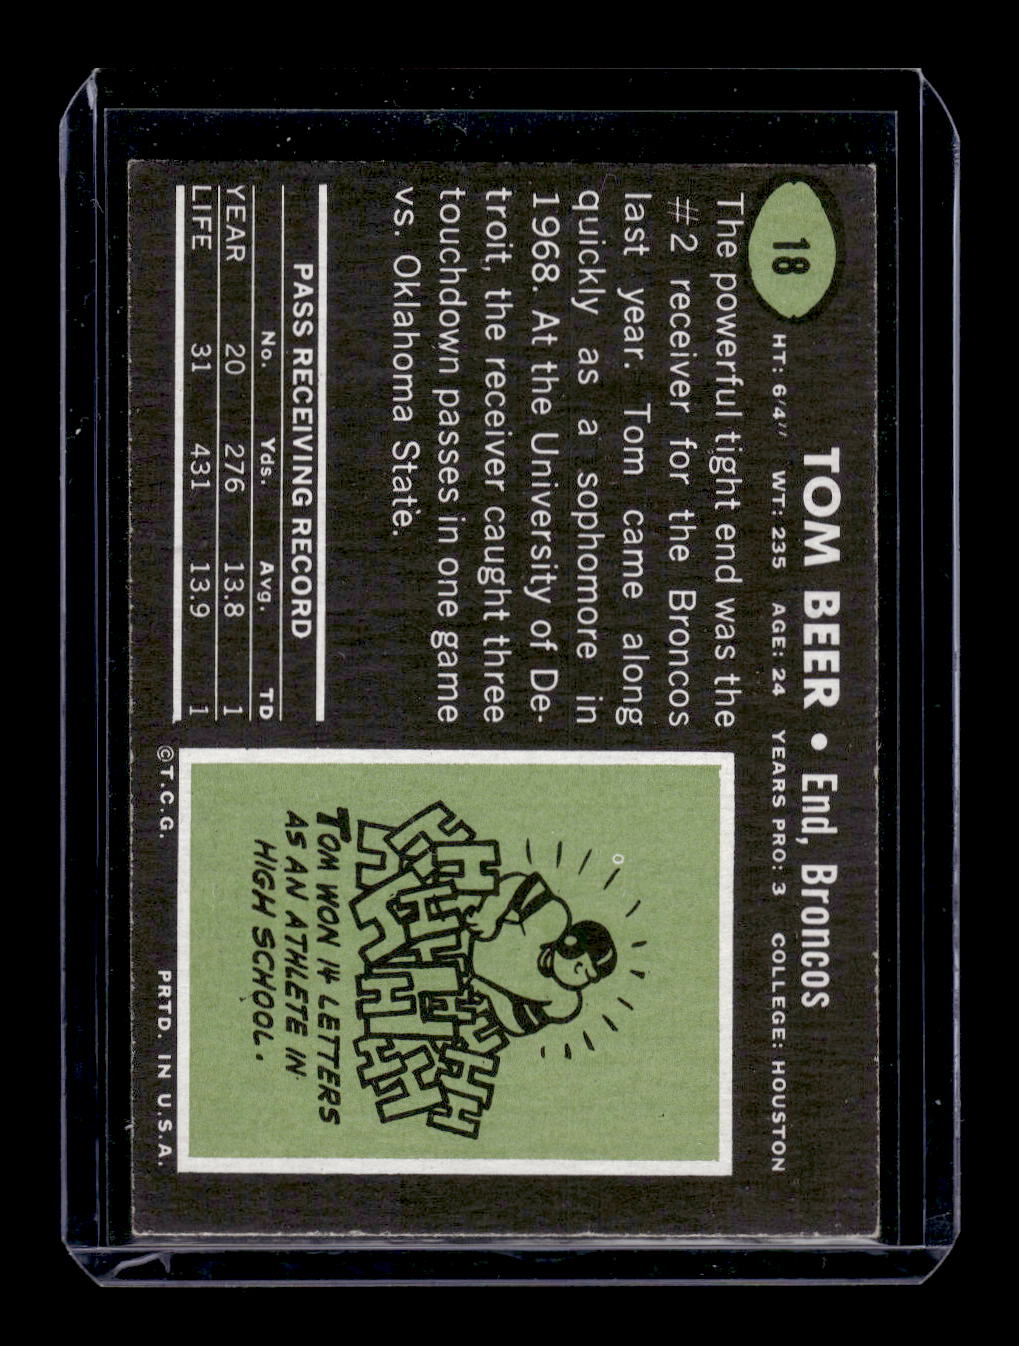 18
TOM BEER • End, Broncos
HT: 6'4" WT: 235 AGE: 24 YEARS PRO: 3 COLLEGE: HOUSTON
The powerful tight end was the
#2 receiver for the Broncos
last year. Tom came along
quickly as a sophomore in
1968. At the University of De-
troit, the receiver caught three
touchdown passes in one game
vs. Oklahoma State.
PASS RECEIVING RECORD
No. Yds. Avg. TD
YEAR 20 276 13.8 1
LIFE 31 431 13.9 1
TOM WON 14 LETTERS
AS AN ATHLETE IN
HIGH SCHOOL.
©T.C.G. PRTD. IN U.S.A.